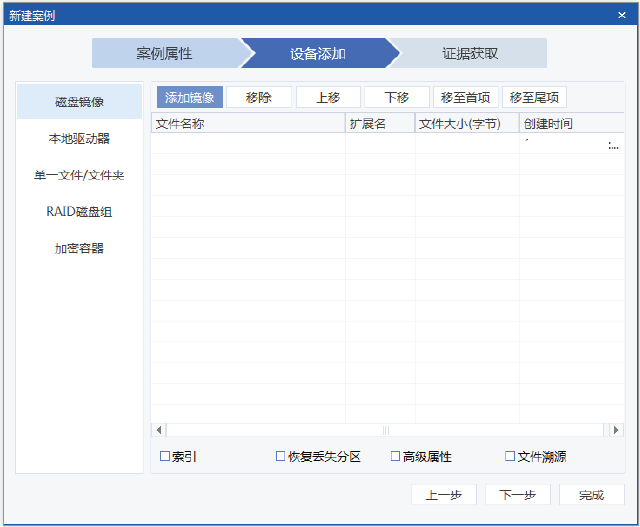 新建案例
案例属性 设备添加 证据获取
磁盘镜像
本地驱动器
单一文件/文件夹
RAID磁盘组
加密容器
添加镜像 移除 上移 下移 移至首项 移至尾项
文件名称 扩展名 文件大小(字节) 创建时间
:...
索引 恢复丢失分区 高级属性 文件溯源
上一步 下一步 完成